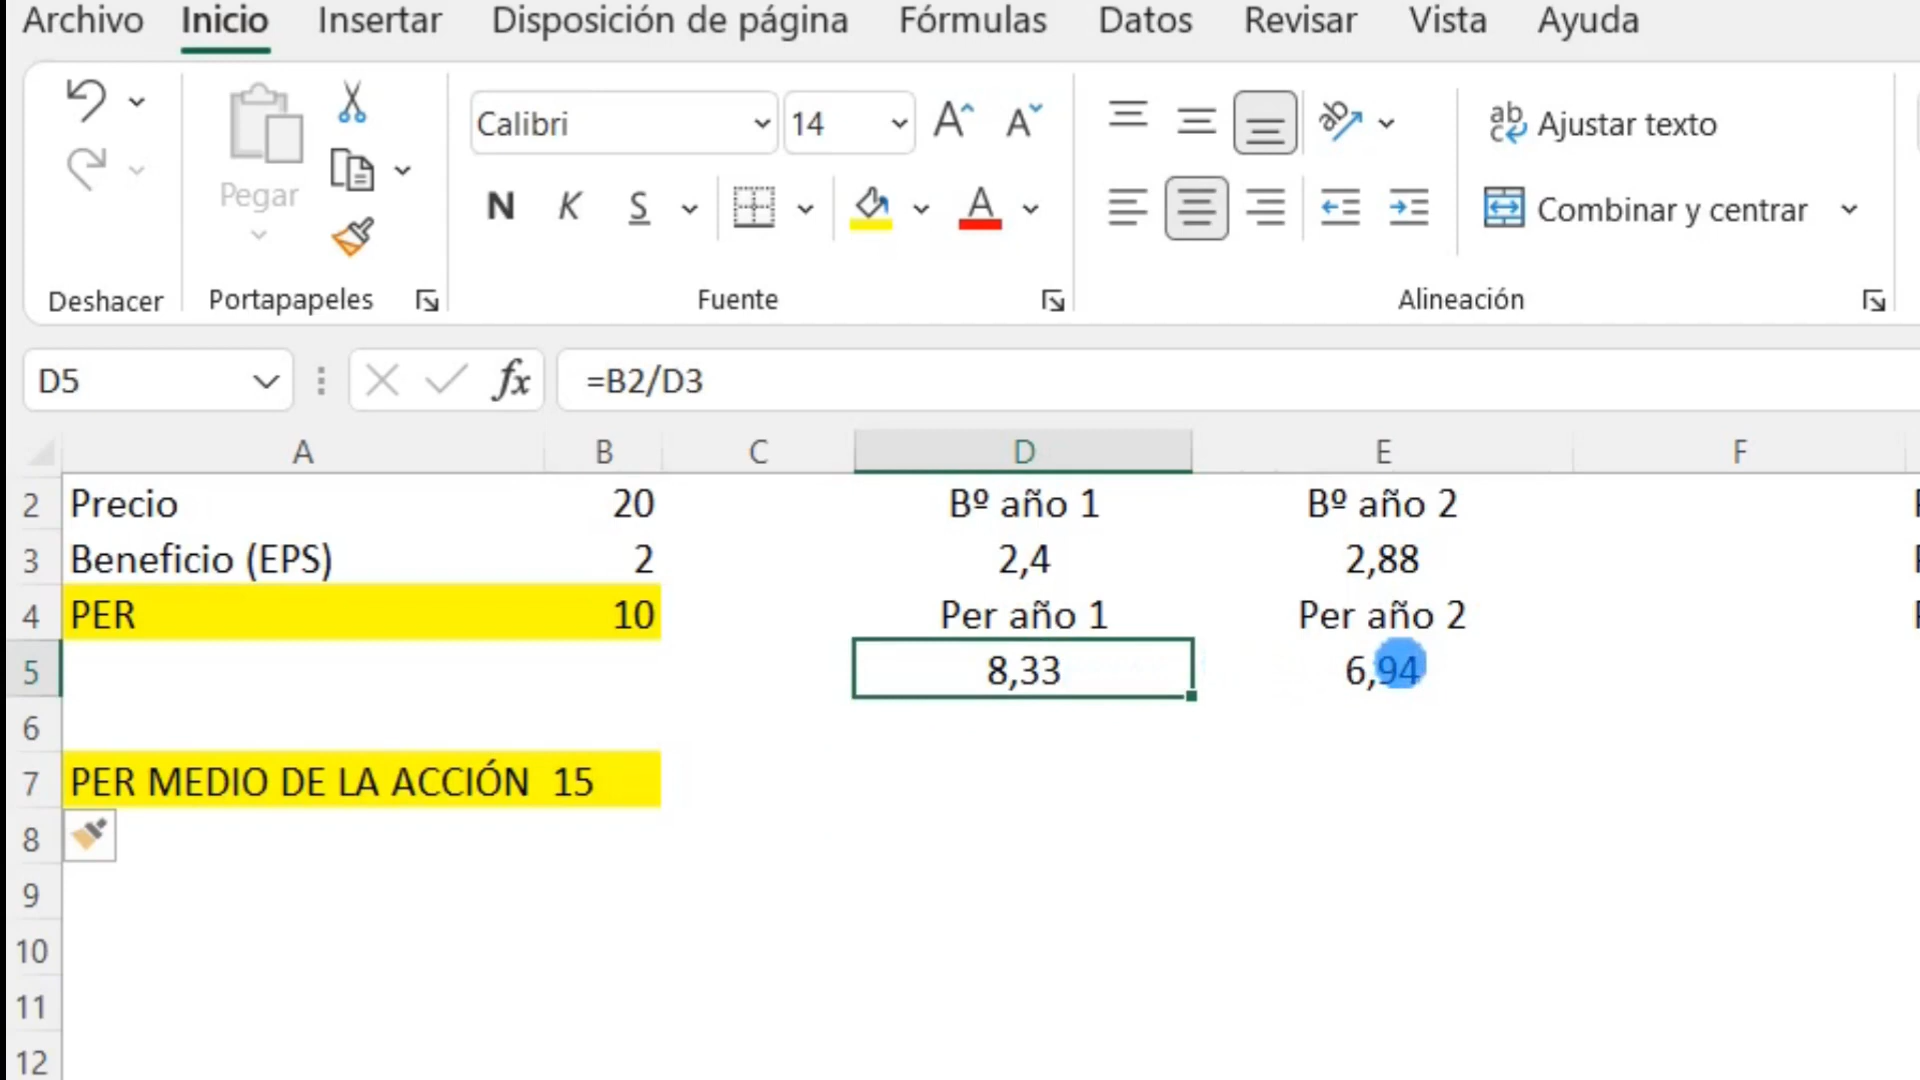 Archivo Inicio Insertar Disposición de página Fórmulas Datos Revisar Vista Ayuda
Calibri 14 Ajustar texto
Pegar N K S A Combinar y centrar
Deshacer Portapapeles Fuente Alineación
D5 fx =B2/D3
A B C D E F
2 Precio 20 Bº año 1 Bº año 2
3 Beneficio (EPS) 2 2,4 2,88
4 PER 10 Per año 1 Per año 2
5 8,33 6,94
6
7 PER MEDIO DE LA ACCIÓN 15
8
9
10
11
12